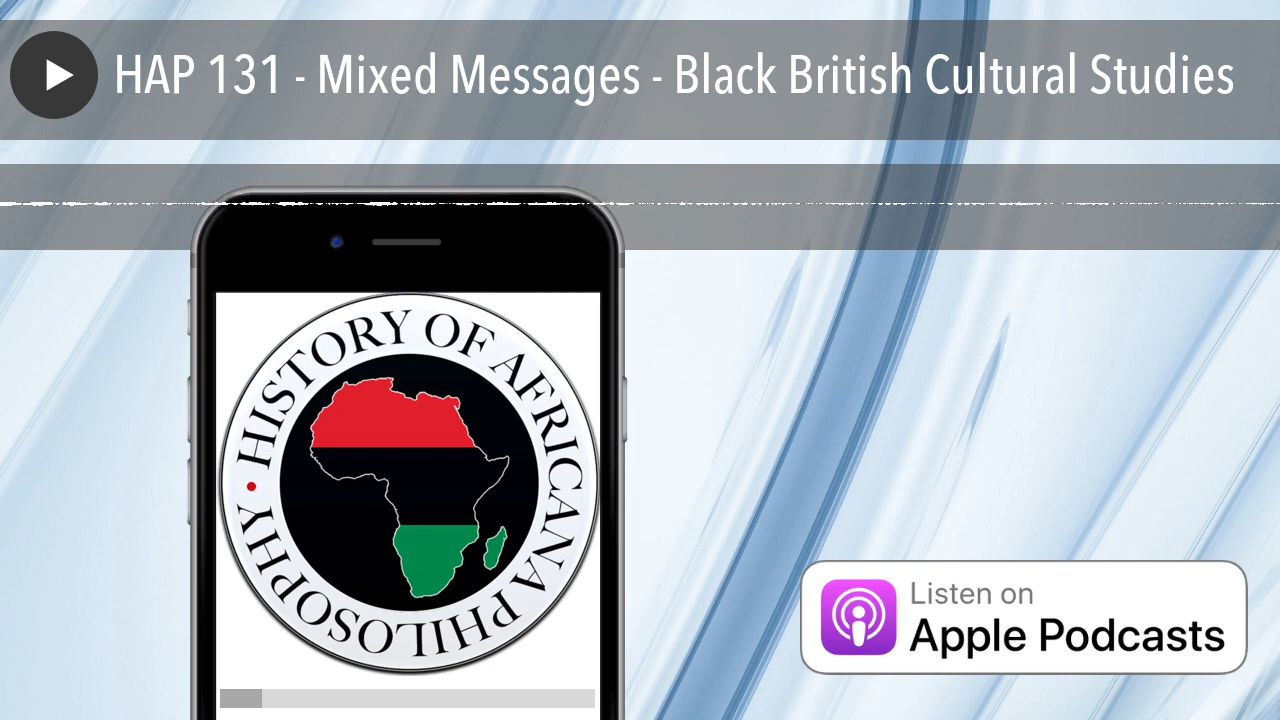 HAP 131 - Mixed Messages - Black British Cultural Studies
HISTORY OF AFRICANA PHILOSOPHY •
Listen on
Apple Podcasts